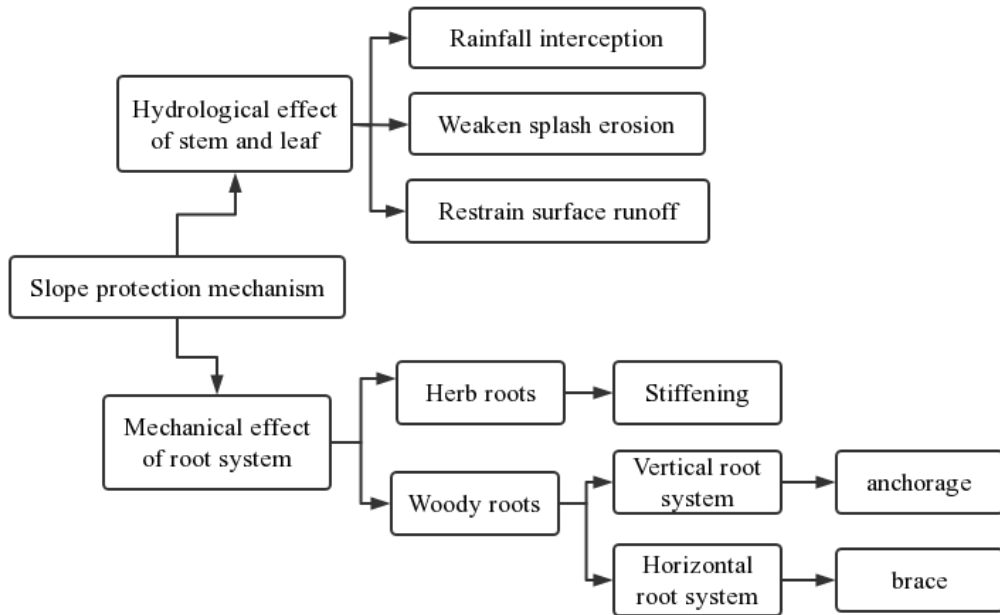 Rainfall interception
Hydrological effect
of stem and leaf
Weaken splash erosion
Restrain surface runoff
Slope protection mechanism
Herb roots
Stiffening
Mechanical effect
of root system
Woody roots
Vertical root
system
anchorage
Horizontal
root system
brace